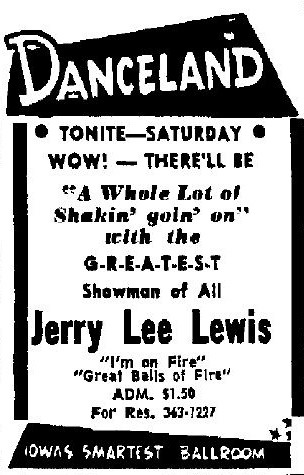 DANCELAND
• TONITE—SATURDAY •
WOW! — THERE'LL BE
"A Whole Lot of
Shakin' goin' on"
with the
G-R-E-A-T-E-S-T
Showman of All
Jerry Lee Lewis
"I'm on Fire"
"Great Balls of Fire"
ADM. $1.50
For Res. 363-7227
IOWAS SMARTEST BALLROOM